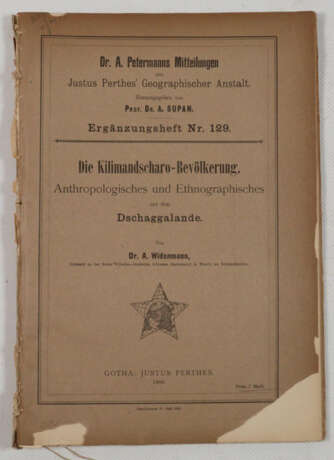 Dr. A. Petermanns Mitteilungen
aus
Justus Perthes' Geographischer Anstalt.
Herausgegeben von
Prof. Dr. A. SUPAN.
Ergänzungsheft Nr. 129.
Die Kilimandscharo-Bevölkerung.
Anthropologisches und Ethnographisches
aus dem
Dschaggalande.
Von
Dr. A. Widenmann,
GOTHA: JUSTUS PERTHES.
1899.